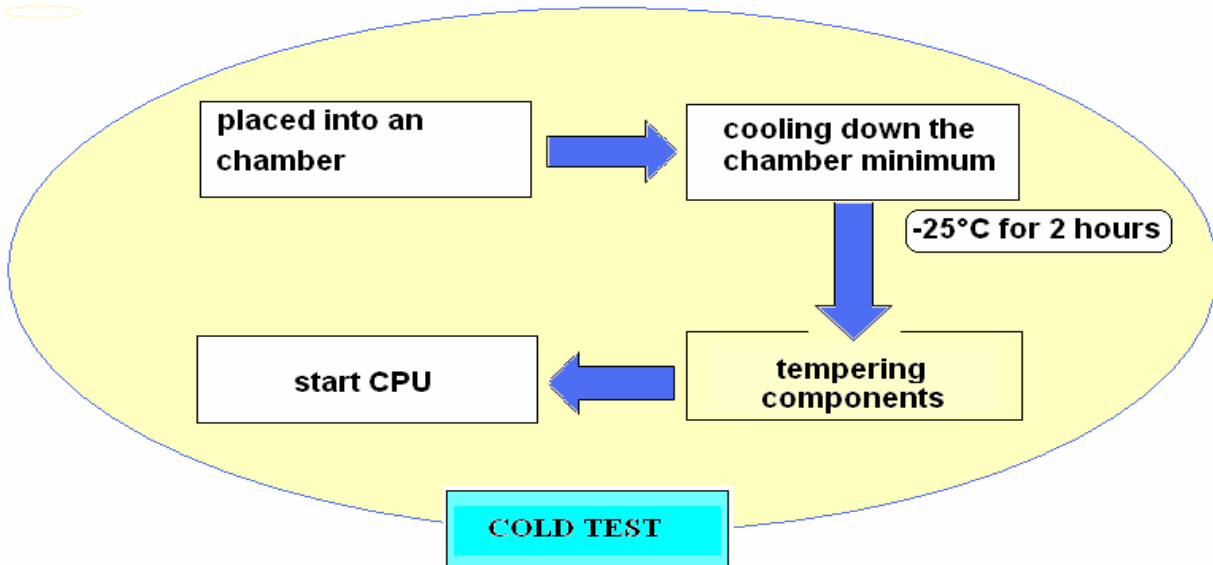 placed into an
chamber
cooling down the
chamber minimum
-25°C for 2 hours
tempering
components
start CPU
COLD TEST